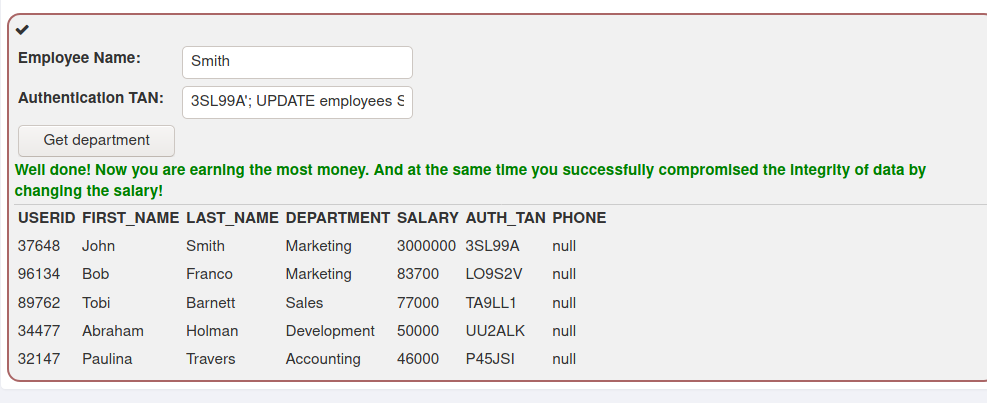 Employee Name: Smith
Authentication TAN: 3SL99A'; UPDATE employees S
Get department
Well done! Now you are earning the most money. And at the same time you successfully compromised the integrity of data by
changing the salary!
USERID FIRST_NAME LAST_NAME DEPARTMENT SALARY AUTH_TAN PHONE
37648 John Smith Marketing 3000000 3SL99A null
96134 Bob Franco Marketing 83700 LO9S2V null
89762 Tobi Barnett Sales 77000 TA9LL1 null
34477 Abraham Holman Development 50000 UU2ALK null
32147 Paulina Travers Accounting 46000 P45JSI null